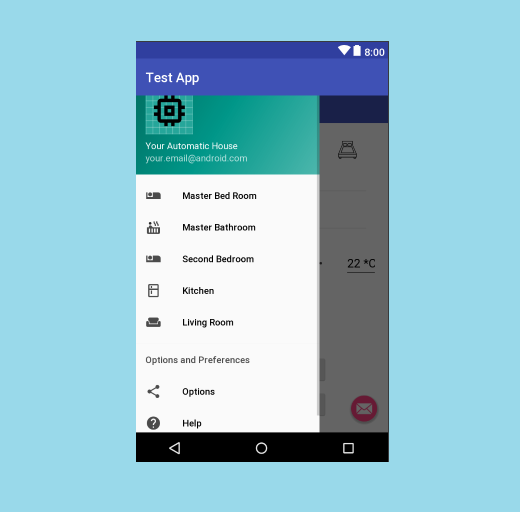 8:00
Test App
Your Automatic House
your.email@android.com
Master Bed Room
Master Bathroom
Second Bedroom
22 *C
Kitchen
Living Room
Options and Preferences
Options
Help